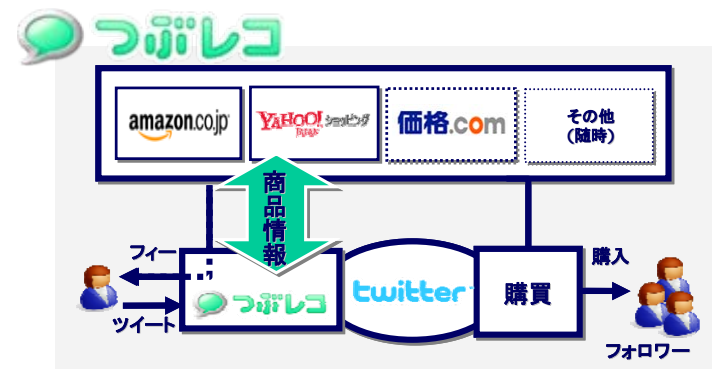 つぶレコ
amazon.co.jp
YAHOO! ショッピング
JAPAN
価格.com
その他
(随時)
商品情報
フィー
ツイート
つぶレコ
twitter
購買
購入
フォロワー